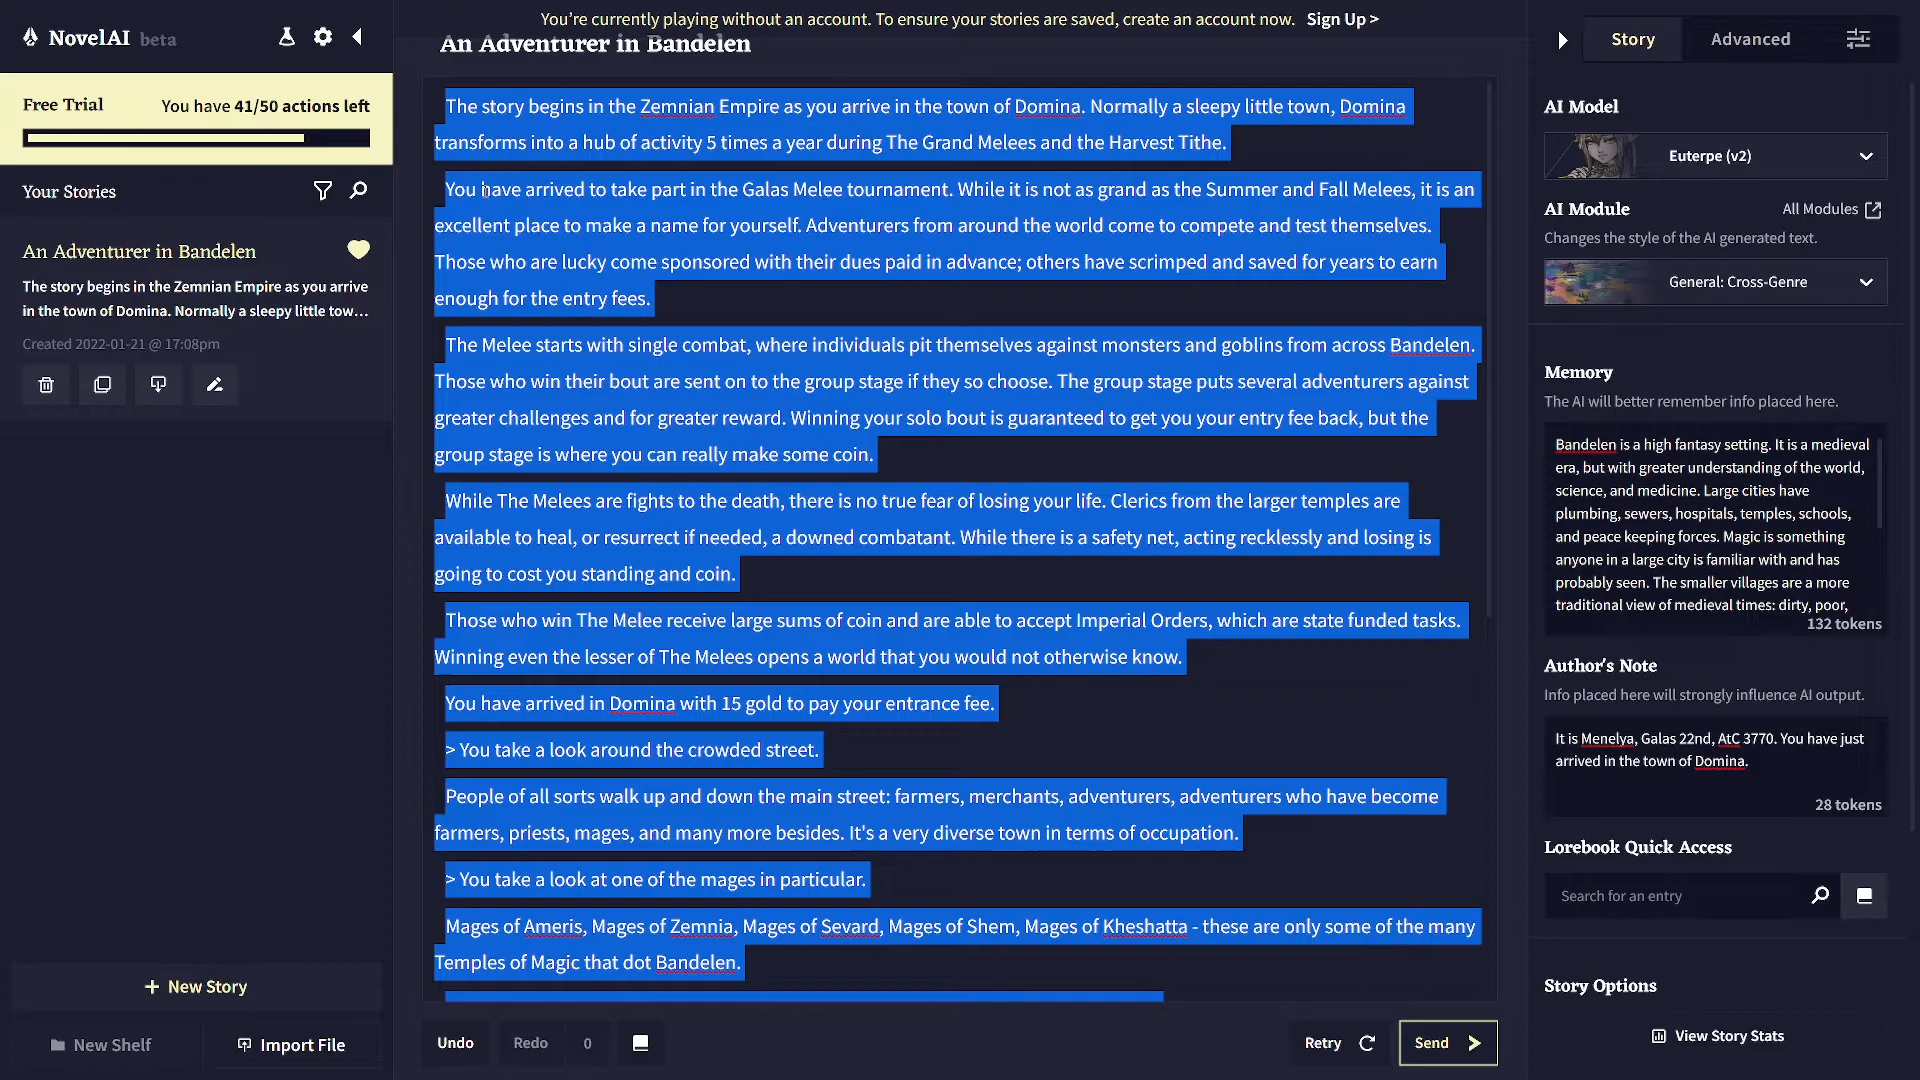 You're currently playing without an account. To ensure your stories are saved, create an account now. Sign Up >
NovelAI beta
Free Trial
You have 41/50 actions left
Your Stories
An Adventurer in Bandelen
The story begins in the Zemnian Empire as you arrive
in the town of Domina. Normally a sleepy little tow...
Created 2022-01-21 @ 17:08pm
+ New Story
New Shelf
Import File
An Adventurer in Bandelen
The story begins in the Zemnian Empire as you arrive in the town of Domina. Normally a sleepy little town, Domina
transforms into a hub of activity 5 times a year during The Grand Melees and the Harvest Tithe.
You have arrived to take part in the Galas Melee tournament. While it is not as grand as the Summer and Fall Melees, it is an
excellent place to make a name for yourself. Adventurers from around the world come to compete and test themselves.
Those who are lucky come sponsored with their dues paid in advance; others have scrimped and saved for years to earn
enough for the entry fees.
The Melee starts with single combat, where individuals pit themselves against monsters and goblins from across Bandelen.
Those who win their bout are sent on to the group stage if they so choose. The group stage puts several adventurers against
greater challenges and for greater reward. Winning your solo bout is guaranteed to get you your entry fee back, but the
group stage is where you can really make some coin.
While The Melees are fights to the death, there is no true fear of losing your life. Clerics from the larger temples are
available to heal, or resurrect if needed, a downed combatant. While there is a safety net, acting recklessly and losing is
going to cost you standing and coin.
Those who win The Melee receive large sums of coin and are able to accept Imperial Orders, which are state funded tasks.
Winning even the lesser of The Melees opens a world that you would not otherwise know.
You have arrived in Domina with 15 gold to pay your entrance fee.
> You take a look around the crowded street.
People of all sorts walk up and down the main street: farmers, merchants, adventurers, adventurers who have become
farmers, priests, mages, and many more besides. It's a very diverse town in terms of occupation.
> You take a look at one of the mages in particular.
Mages of Ameris, Mages of Zemnia, Mages of Sevard, Mages of Shem, Mages of Kheshatta - these are only some of the many
Temples of Magic that dot Bandelen.
Undo
Redo
0
Retry
Send
Story
Advanced
AI Model
Euterpe (v2)
AI Module
All Modules
Changes the style of the AI generated text.
General: Cross-Genre
Memory
The AI will better remember info placed here.
Bandelen is a high fantasy setting. It is a medieval
era, but with greater understanding of the world,
science, and medicine. Large cities have
plumbing, sewers, hospitals, temples, schools,
and peace keeping forces. Magic is something
anyone in a large city is familiar with and has
probably seen. The smaller villages are a more
traditional view of medieval times: dirty, poor,
132 tokens
Author's Note
Info placed here will strongly influence AI output.
It is Menelya, Galas 22nd, AtC 3770. You have just
arrived in the town of Domina.
28 tokens
Lorebook Quick Access
Search for an entry
Story Options
View Story Stats